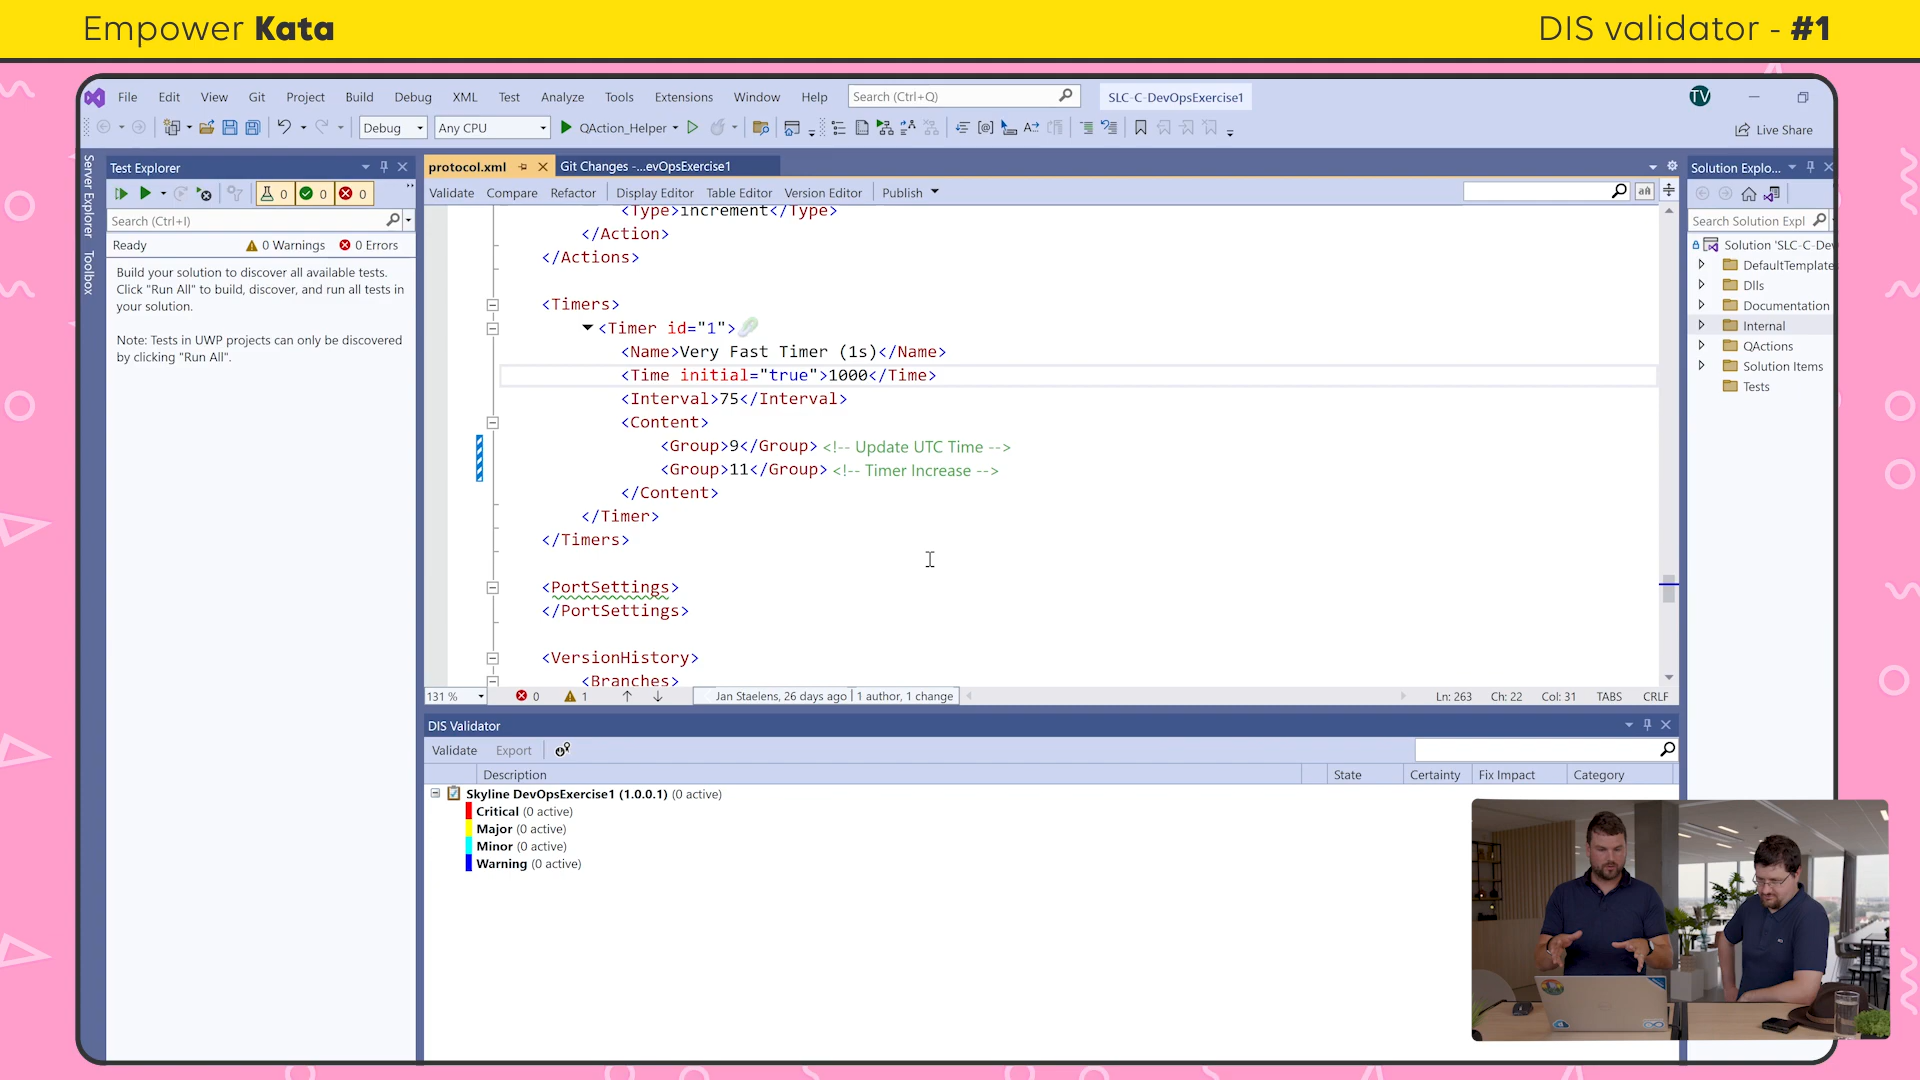 Empower Kata
DIS validator - #1
File Edit View Git Project Build Debug XML Test Analyze Tools Extensions Window Help Search (Ctrl+Q) SLC-C-DevOpsExercise1 TV
Debug Any CPU QAction_Helper Live Share
Server Explorer
Toolbox
Test Explorer
0 0 0
Search (Ctrl+I)
Ready 0 Warnings 0 Errors
Build your solution to discover all available tests.
Click "Run All" to build, discover, and run all tests in
your solution.
Note: Tests in UWP projects can only be discovered
by clicking "Run All".
protocol.xml Git Changes -...evOpsExercise1
Validate Compare Refactor Display Editor Table Editor Version Editor Publish
<Type>increment</Type>
</Action>
</Actions>
<Timers>
<Timer id="1">
<Name>Very Fast Timer (1s)</Name>
<Time initial="true">1000</Time>
<Interval>75</Interval>
<Content>
<Group>9</Group> <!-- Update UTC Time -->
<Group>11</Group> <!-- Timer Increase -->
</Content>
</Timer>
</Timers>
<PortSettings>
</PortSettings>
<VersionHistory>
<Branches>
131 % 0 1 Jan Staelens, 26 days ago | 1 author, 1 change Ln: 263 Ch: 22 Col: 31 TABS CRLF
DIS Validator
Validate Export
Description State Certainty Fix Impact Category
Skyline DevOpsExercise1 (1.0.0.1) (0 active)
Critical (0 active)
Major (0 active)
Minor (0 active)
Warning (0 active)
Solution Explo...
Search Solution Expl
Solution 'SLC-C-Dev
DefaultTemplate
Dlls
Documentation
Internal
QActions
Solution Items
Tests